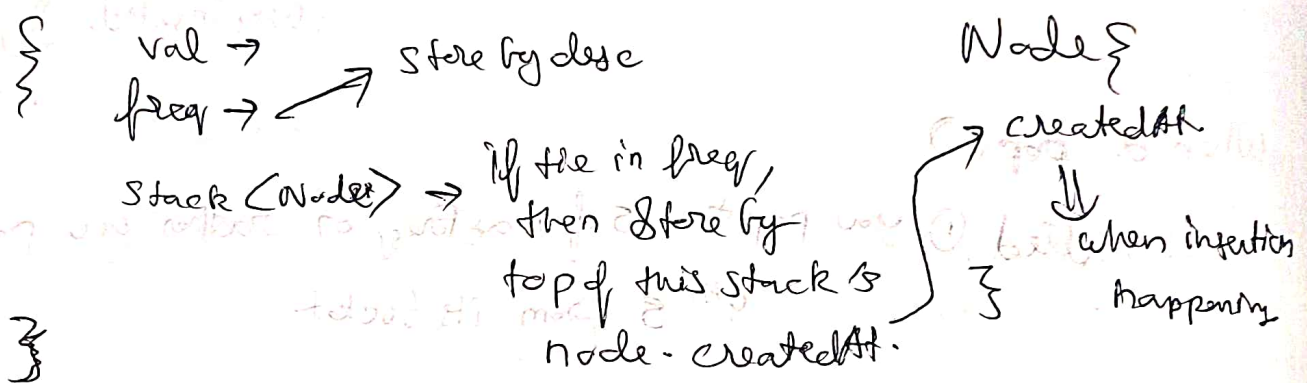 {
val →
freq → store by desc
Stack <Node> → if tie in freq,
then store by
top of this stack's
node.createdAt.
}
Node {
createdAt
⇓
when insertion
happening
}